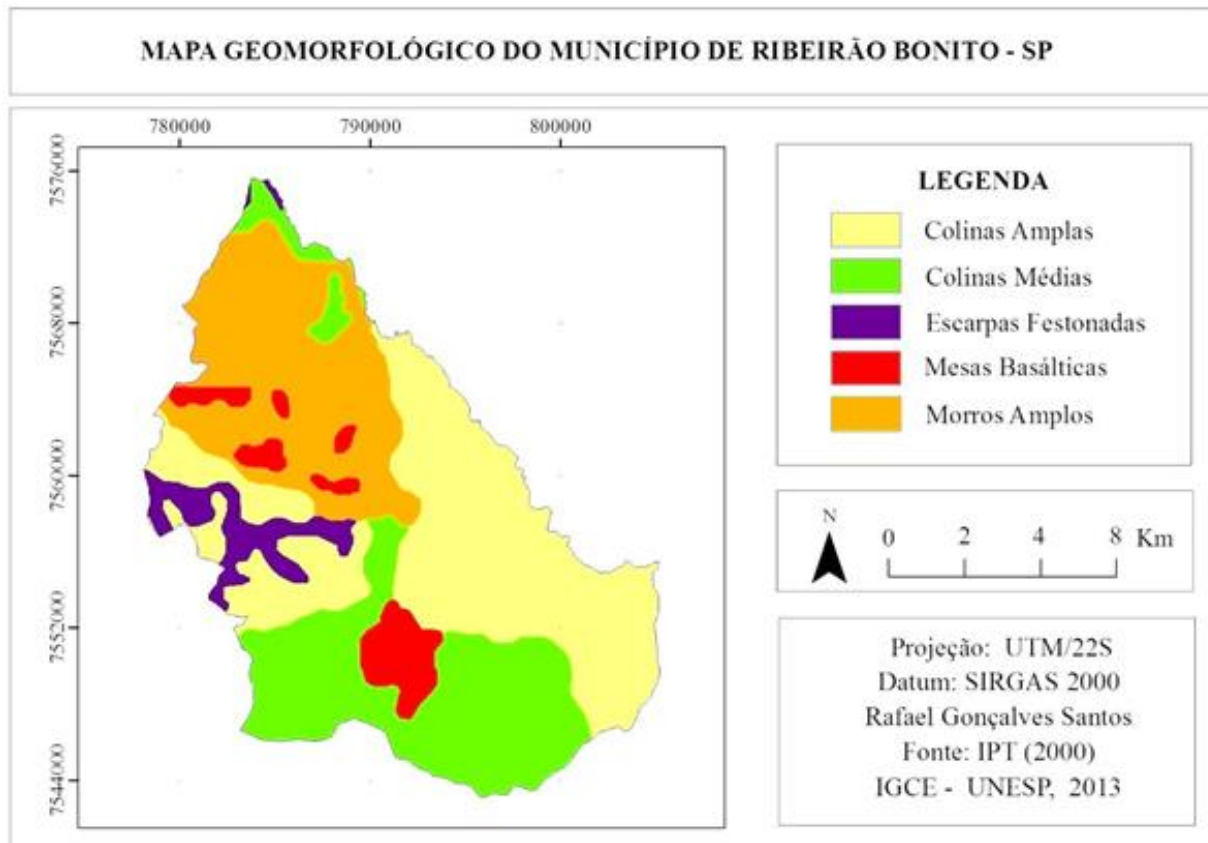 MAPA GEOMORFOLÓGICO DO MUNICÍPIO DE RIBEIRÃO BONITO - SP
780000
790000
800000
7576000
7568000
7560000
7552000
7544000
LEGENDA
Colinas Amplas
Colinas Médias
Escarpas Festonadas
Mesas Basálticas
Morros Amplos
N
0 2 4 8 Km
Projeção: UTM/22S
Datum: SIRGAS 2000
Rafael Gonçalves Santos
Fonte: IPT (2000)
IGCE - UNESP, 2013